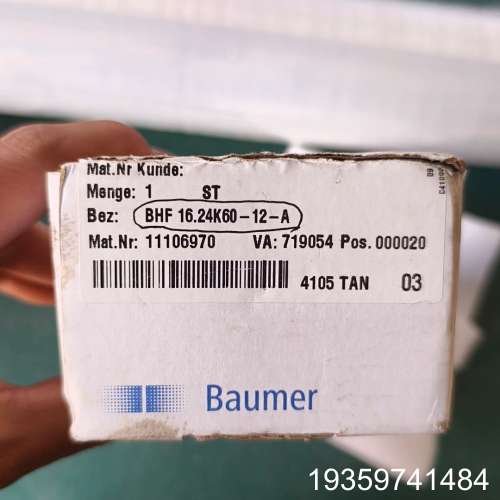 Mat.Nr Kunde:
Menge: 1 ST
Bez: BHF 16.24K60-12-A
Mat.Nr: 11106970 VA: 719054 Pos. 000020
4105 TAN 03
Baumer
19359741484